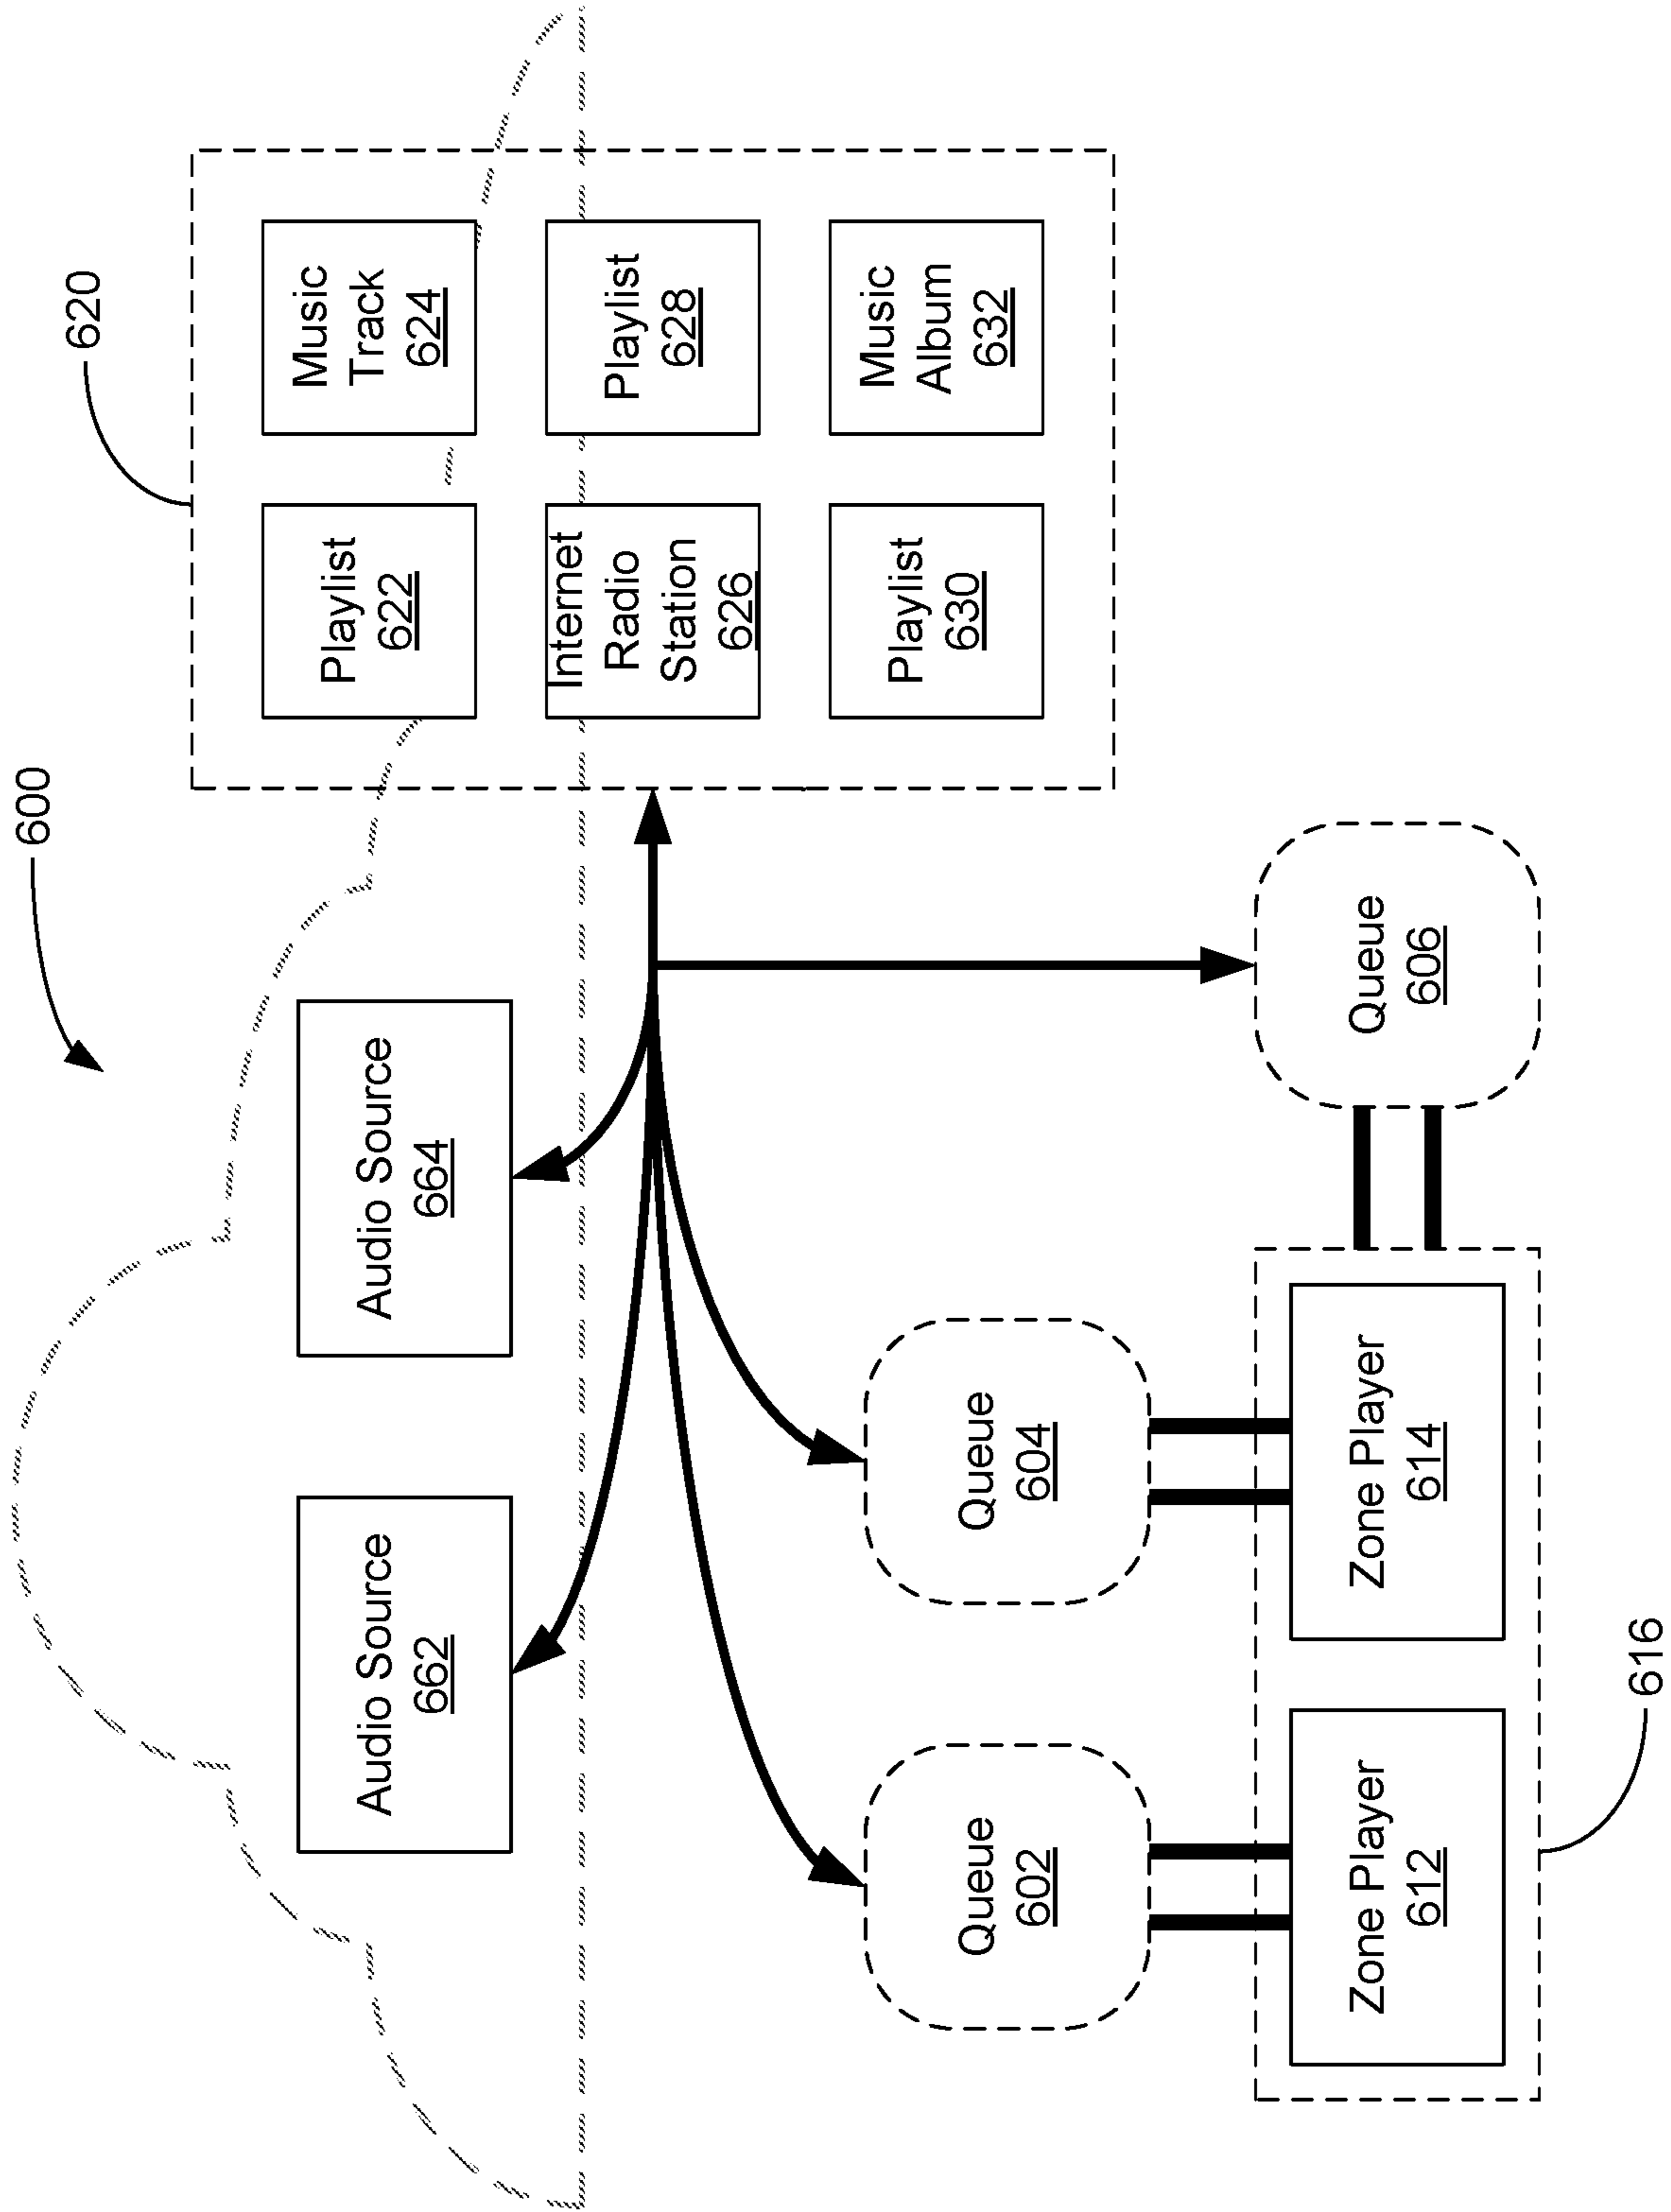 600
620
Audio Source
662
Audio Source
664
Playlist
622
Music
Track
624
Internet
Radio
Station
626
Playlist
628
Playlist
630
Music
Album
632
Queue
602
Queue
604
Queue
606
Zone Player
612
Zone Player
614
616